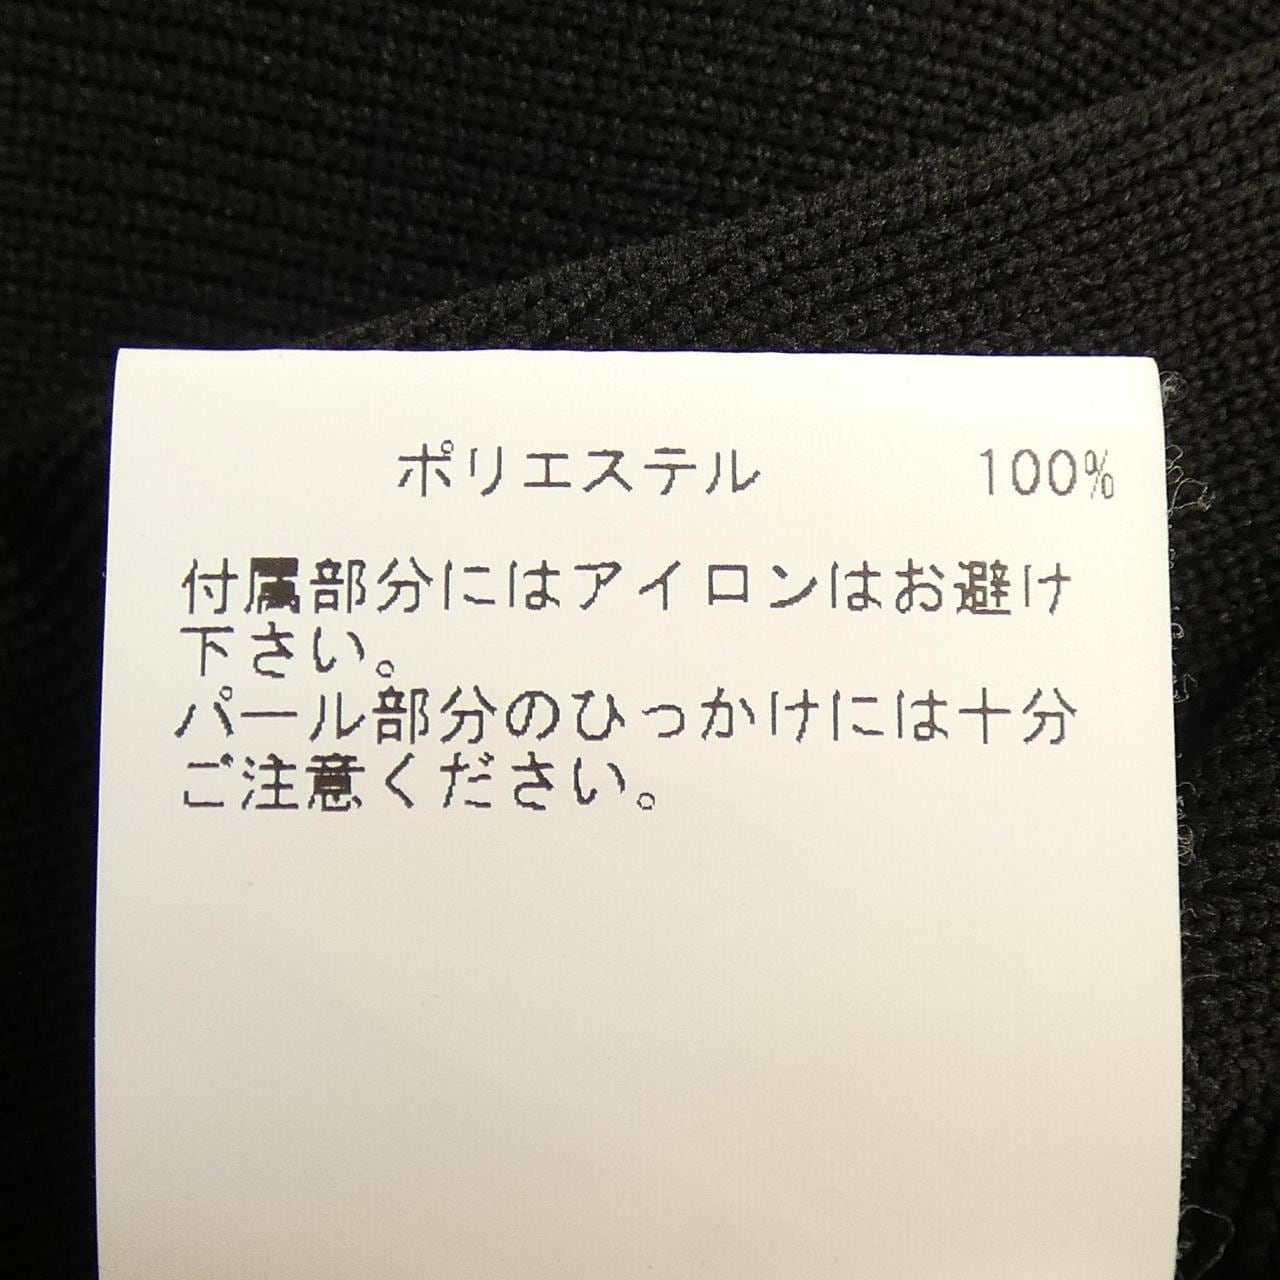 ポリエステル 100%
付属部分にはアイロンはお避け
下さい。
パール部分のひっかけには十分
ご注意ください。